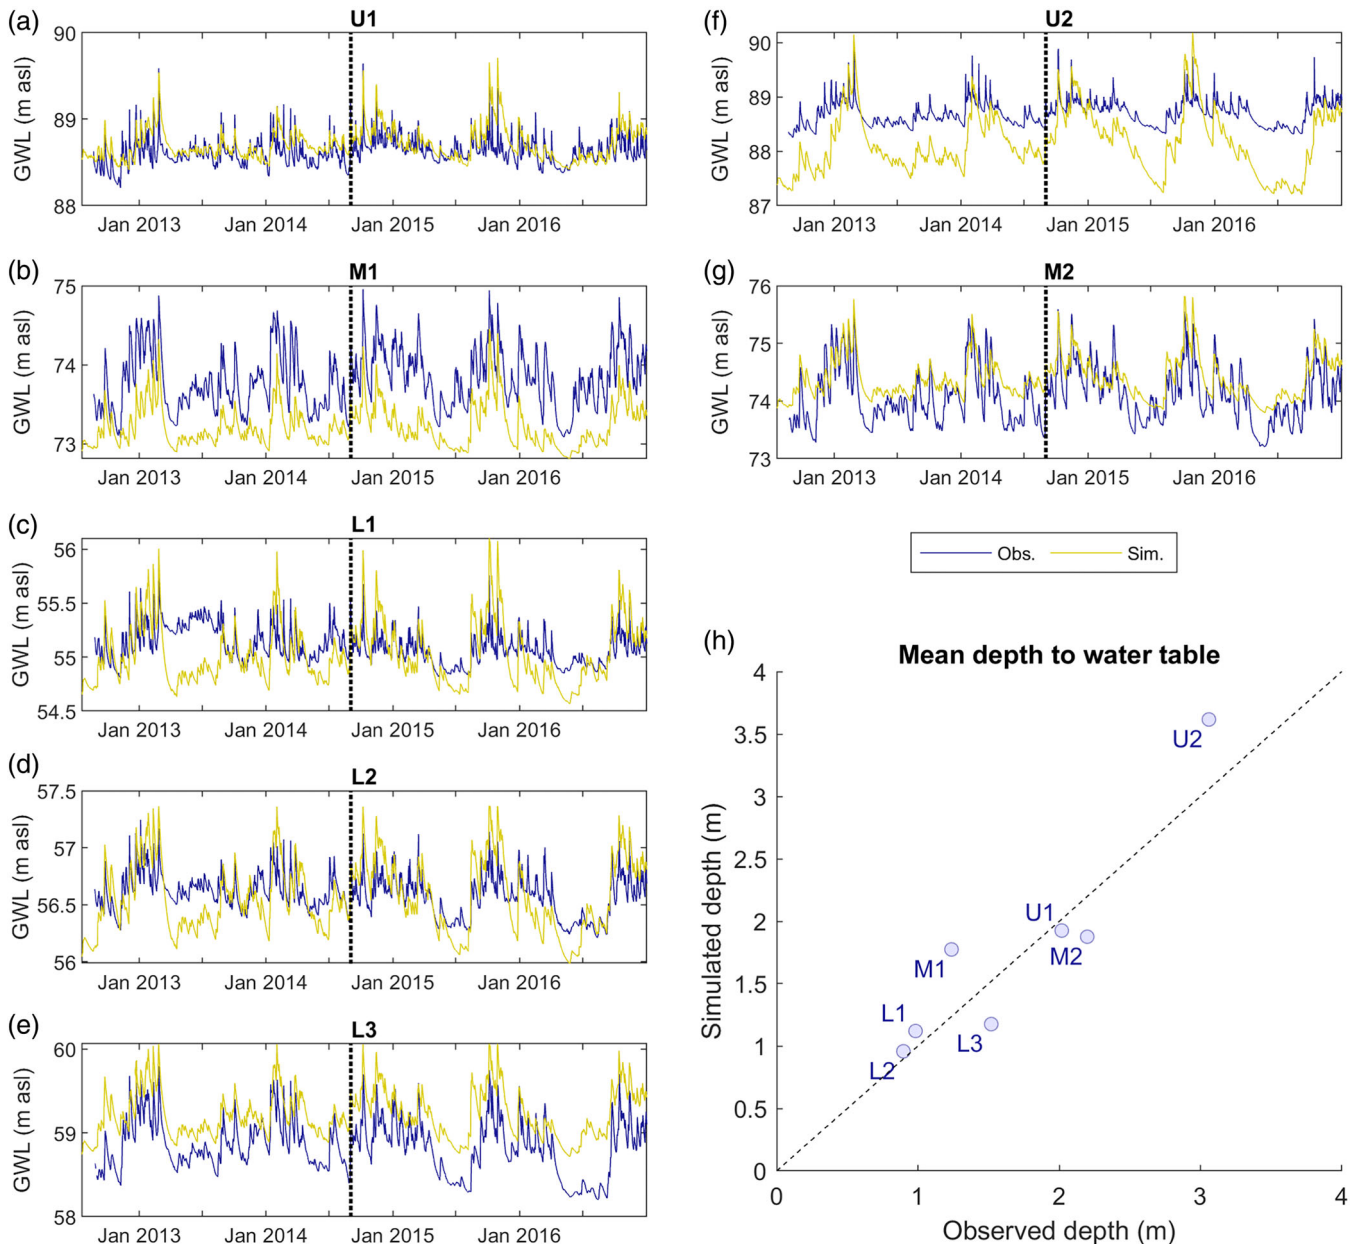 (a)
U1
GWL (m asl)
90
89
88
Jan 2013
Jan 2014
Jan 2015
Jan 2016
(b)
M1
GWL (m asl)
75
74
73
Jan 2013
Jan 2014
Jan 2015
Jan 2016
(c)
L1
GWL (m asl)
56
55.5
55
54.5
Jan 2013
Jan 2014
Jan 2015
Jan 2016
(d)
L2
GWL (m asl)
57.5
57
56.5
56
Jan 2013
Jan 2014
Jan 2015
Jan 2016
(e)
L3
GWL (m asl)
60
59
58
Jan 2013
Jan 2014
Jan 2015
Jan 2016
(f)
U2
GWL (m asl)
90
89
88
87
Jan 2013
Jan 2014
Jan 2015
Jan 2016
(g)
M2
GWL (m asl)
76
75
74
73
Jan 2013
Jan 2014
Jan 2015
Jan 2016
Obs.
Sim.
(h)
Mean depth to water table
Simulated depth (m)
4
3.5
3
2.5
2
1.5
1
0.5
0
U2
U1
M2
M1
L1
L3
L2
0
1
2
3
4
Observed depth (m)